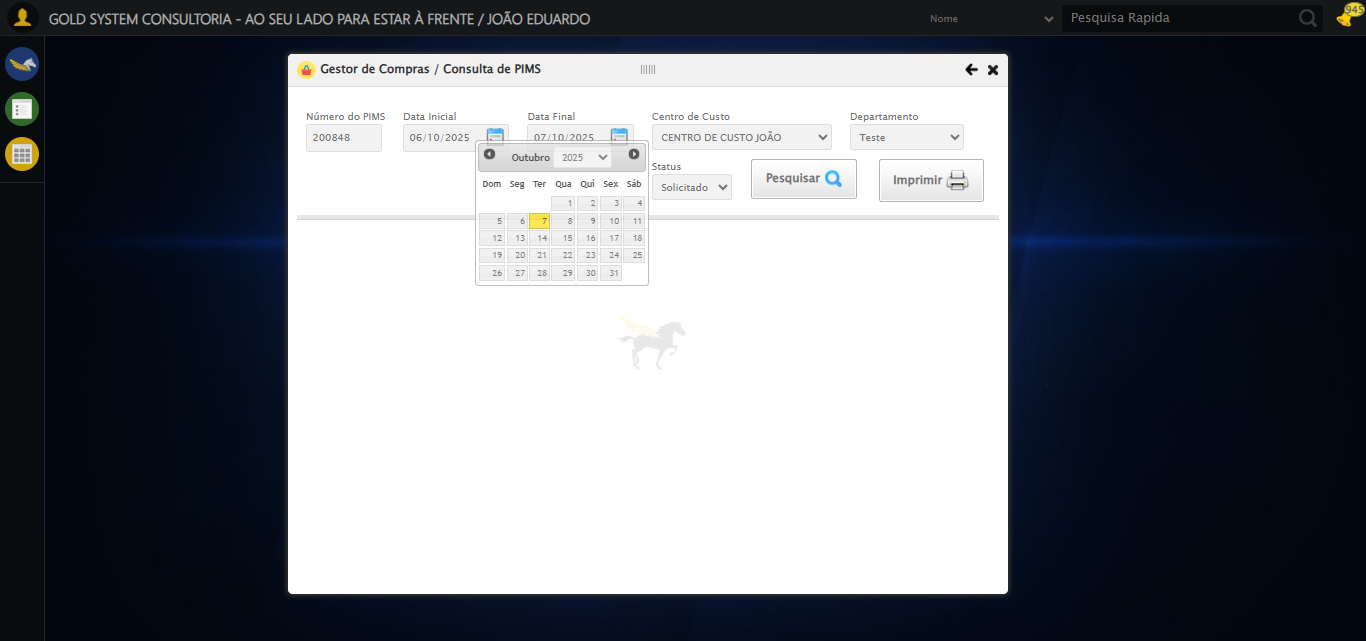 GOLD SYSTEM CONSULTORIA - AO SEU LADO PARA ESTAR À FRENTE / JOÃO EDUARDO
Nome
Pesquisa Rapida
945
Gestor de Compras / Consulta de PIMS
Número do PIMS Data Inicial Data Final Centro de Custo Departamento
200848 06/10/2025 07/10/2025 CENTRO DE CUSTO JOÃO Teste
Outubro 2025
Status
Solicitado Pesquisar Imprimir
Dom Seg Ter Qua Qui Sex Sáb
1 2 3 4
5 6 7 8 9 10 11
12 13 14 15 16 17 18
19 20 21 22 23 24 25
26 27 28 29 30 31